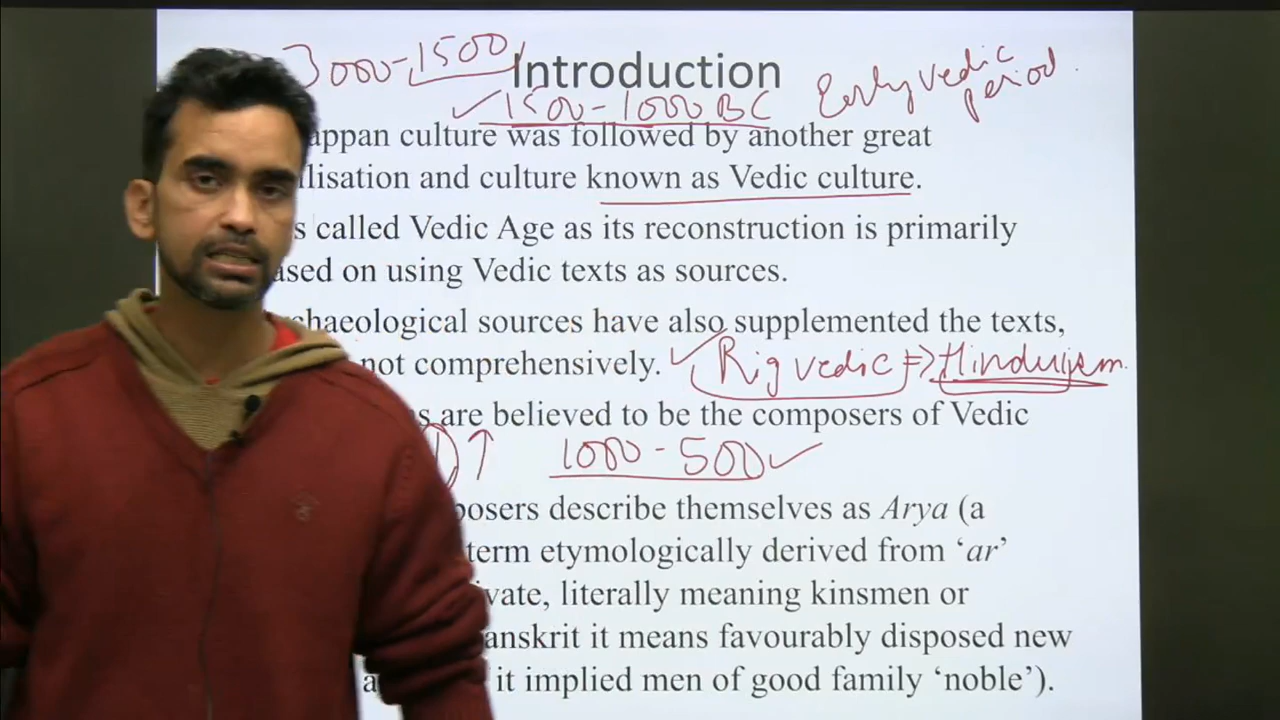 3000-1500
Introduction
1500-1000 BC Early Vedic period.
appan culture was followed by another great
lisation and culture known as Vedic culture.
s called Vedic Age as its reconstruction is primarily
ased on using Vedic texts as sources.
chaeological sources have also supplemented the texts,
not comprehensively. Rig vedic => Hinduism
s are believed to be the composers of Vedic
1000-500
posers describe themselves as Arya (a
term etymologically derived from ‘ar’
vate, literally meaning kinsmen or
anskrit it means favourably disposed new
it implied men of good family ‘noble’).